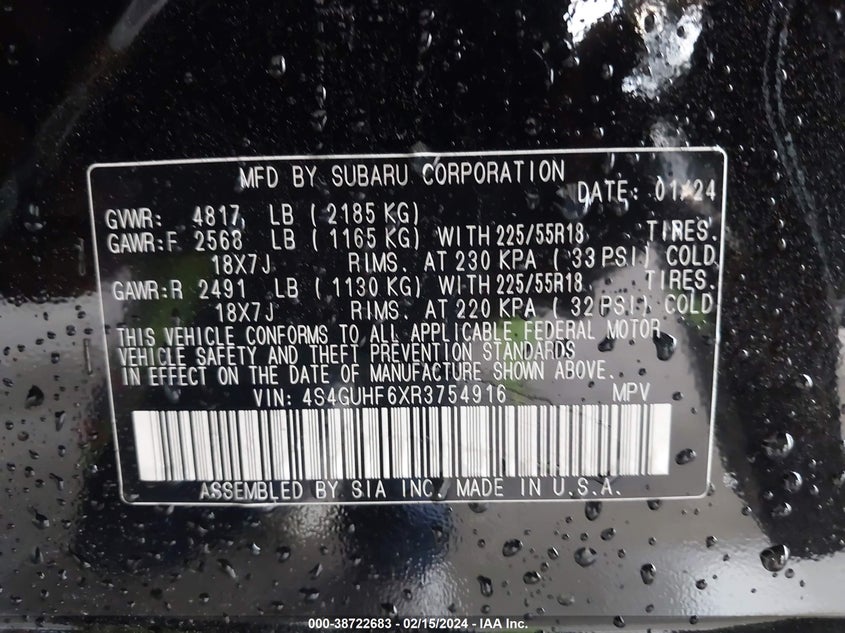 MFD BY SUBARU CORPORATION DATE: 01/24
GVWR: 4817 LB (2185 KG)
GAWR:F 2568 LB (1165 KG) WITH 225/55R18 TIRES.
18X7J RIMS. AT 230 KPA (33 PSI) COLD
GAWR:R 2491 LB (1130 KG) WITH 225/55R18 TIRES.
18X7J RIMS. AT 220 KPA (32 PSI) COLD
THIS VEHICLE CONFORMS TO ALL APPLICABLE FEDERAL MOTOR
VEHICLE SAFETY AND THEFT PREVENTION STANDARDS
IN EFFECT ON THE DATE OF MANUFACTURE SHOWN ABOVE.
VIN: 4S4GUHF6XR3754916 MPV
ASSEMBLED BY SIA INC. MADE IN U.S.A.
000-38722683 - 02/15/2024 - IAA Inc.